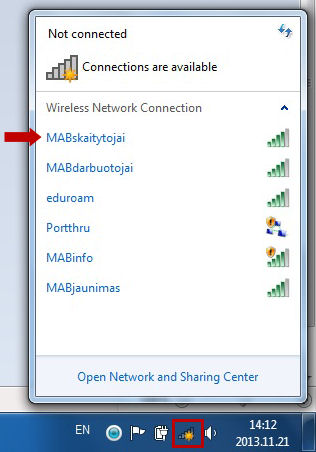 Not connected
Connections are available
Wireless Network Connection
MABskaitytojai
MABdarbuotojai
eduroam
Portthru
MABinfo
MABjaunimas
Open Network and Sharing Center
EN
14:12
2013.11.21